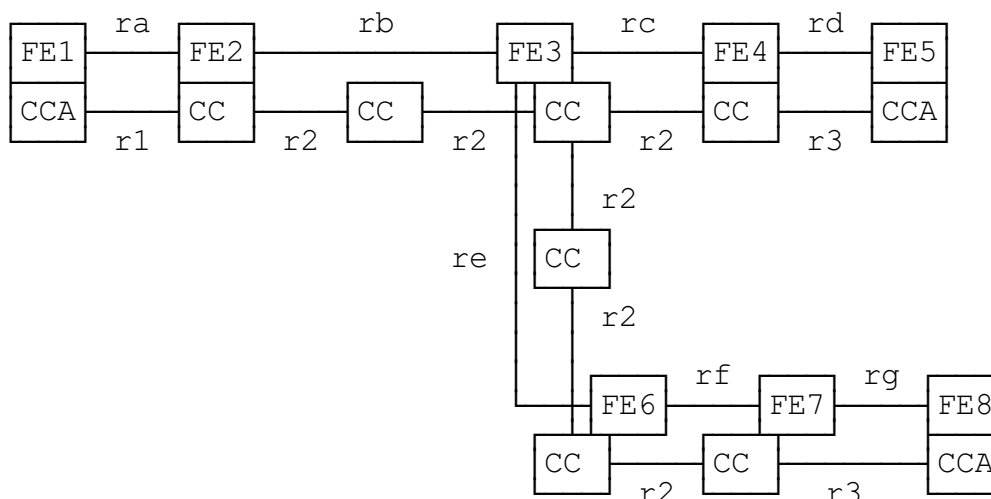 ra rb rc rd
FE1 FE2 FE3 FE4 FE5
CCA CC CC CC CC CCA
r1 r2 r2 r2 r3
r2
re CC
r2
rf rg
FE6 FE7 FE8
CC CC CCA
r2 r3